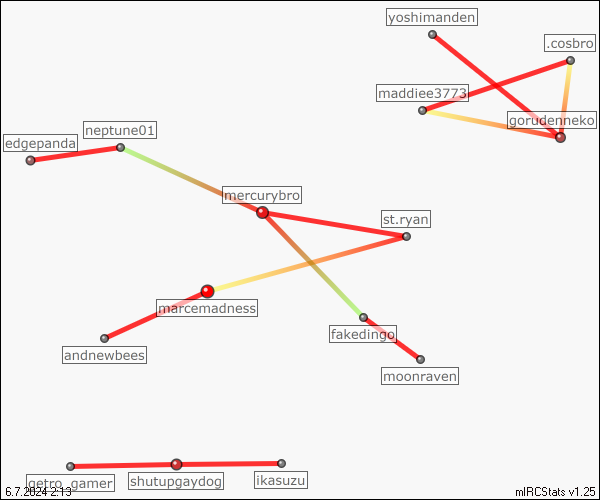 yoshimanden
.cosbro
maddiee3773
gorudenneko
neptune01
edgepanda
mercurybro
st.ryan
marcemadness
fakedingo
andnewbees
moonraven
getro_gamer
shutupgaydog
ikasuzu
6.7.2024 2:13
mIRCStats v1.25